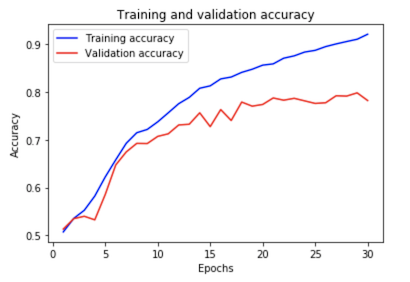 Training and validation accuracy
Training accuracy
Validation accuracy
0.9
0.8
0.7
0.6
0.5
Accuracy
0 5 10 15 20 25 30
Epochs